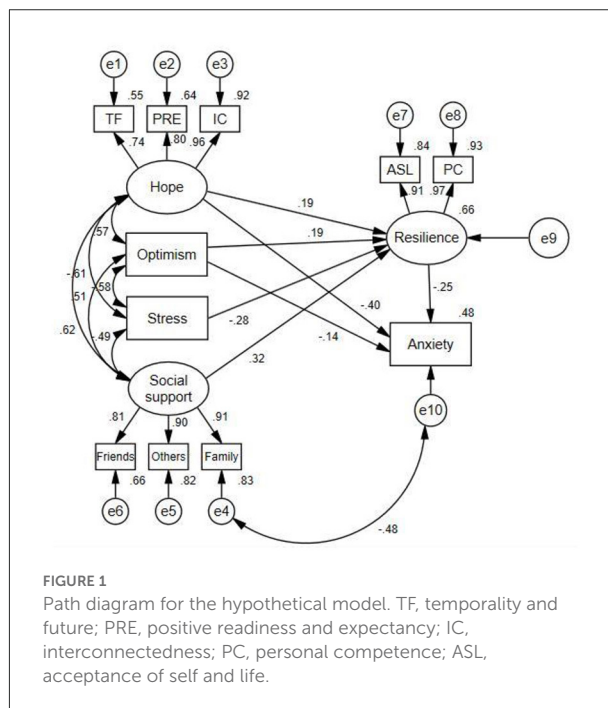 e1 e2 e3
.55 .64 .92
TF PRE IC
.74 .80 .96
e7 e8
.84 .93
ASL PC
.91 .97
Hope
.66
.19
Resilience
e9
.57
.19
Optimism
-.61
.51
-.58
-.40
-.25
.48
Stress
-.28
-.14
Anxiety
.62
-.49
.32
Social
support
e10
.81 .90 .91
Friends Others Family
.66 .82 .83
e6 e5 e4
-.48
FIGURE 1
Path diagram for the hypothetical model. TF, temporality and
future; PRE, positive readiness and expectancy; IC,
interconnectedness; PC, personal competence; ASL,
acceptance of self and life.